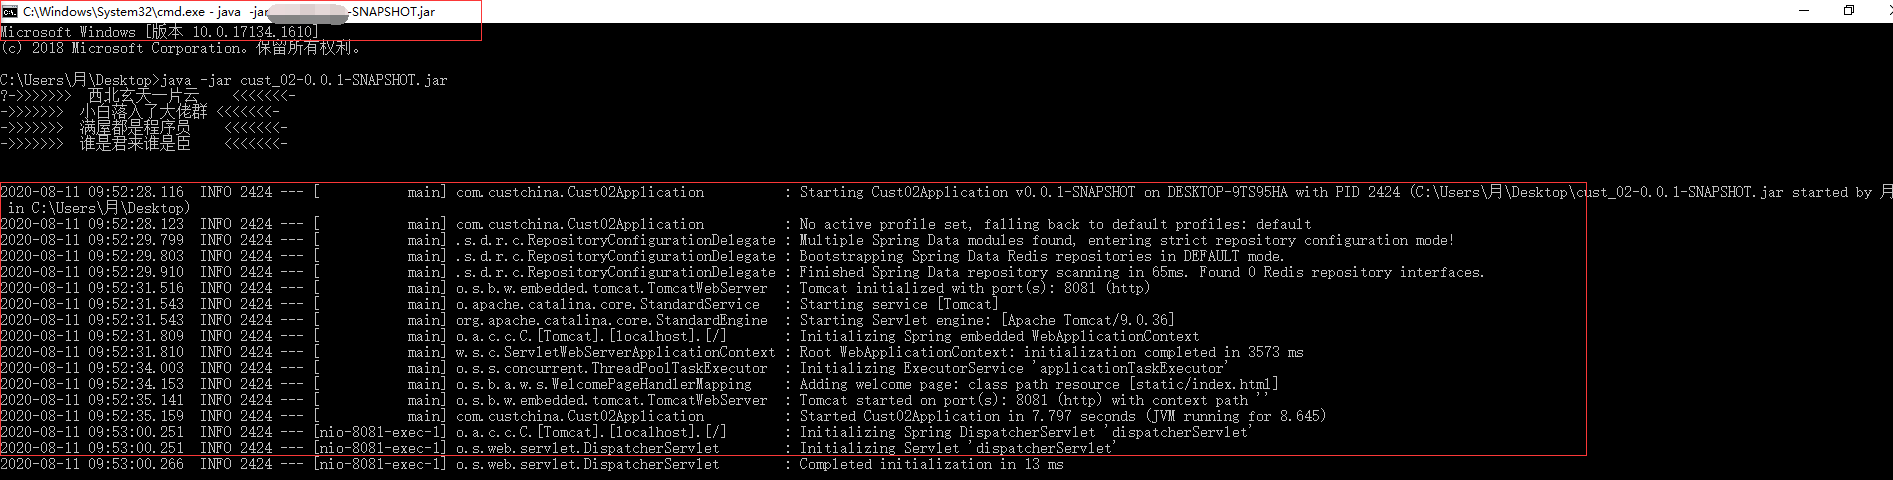 C:\Windows\System32\cmd.exe - java  -jar -SNAPSHOT.jar
Microsoft Windows [版本 10.0.17134.1610]
(c) 2018 Microsoft Corporation。保留所有权利。
C:\Users\月\Desktop>java -jar cust_02-0.0.1-SNAPSHOT.jar
?->>>>>>>  西北玄天一片云    <<<<<<<-
->>>>>>>  小白落入了大佬群 <<<<<<<-
->>>>>>>  满屋都是程序员    <<<<<<<-
->>>>>>>  谁是君来谁是臣    <<<<<<<-
2020-08-11 09:52:28.116  INFO 2424 --- [           main] com.custchina.Cust02Application          : Starting Cust02Application v0.0.1-SNAPSHOT on DESKTOP-9TS95HA with PID 2424 (C:\Users\月\Desktop\cust_02-0.0.1-SNAPSHOT.jar started by 月
 in C:\Users\月\Desktop)
2020-08-11 09:52:28.123  INFO 2424 --- [           main] com.custchina.Cust02Application          : No active profile set, falling back to default profiles: default
2020-08-11 09:52:29.799  INFO 2424 --- [           main] .s.d.r.c.RepositoryConfigurationDelegate : Multiple Spring Data modules found, entering strict repository configuration mode!
2020-08-11 09:52:29.803  INFO 2424 --- [           main] .s.d.r.c.RepositoryConfigurationDelegate : Bootstrapping Spring Data Redis repositories in DEFAULT mode.
2020-08-11 09:52:29.910  INFO 2424 --- [           main] .s.d.r.c.RepositoryConfigurationDelegate : Finished Spring Data repository scanning in 65ms. Found 0 Redis repository interfaces.
2020-08-11 09:52:31.516  INFO 2424 --- [           main] o.s.b.w.embedded.tomcat.TomcatWebServer  : Tomcat initialized with port(s): 8081 (http)
2020-08-11 09:52:31.543  INFO 2424 --- [           main] o.apache.catalina.core.StandardService   : Starting service [Tomcat]
2020-08-11 09:52:31.543  INFO 2424 --- [           main] org.apache.catalina.core.StandardEngine  : Starting Servlet engine: [Apache Tomcat/9.0.36]
2020-08-11 09:52:31.809  INFO 2424 --- [           main] o.a.c.c.C.[Tomcat].[localhost].[/]       : Initializing Spring embedded WebApplicationContext
2020-08-11 09:52:31.810  INFO 2424 --- [           main] w.s.c.ServletWebServerApplicationContext : Root WebApplicationContext: initialization completed in 3573 ms
2020-08-11 09:52:34.003  INFO 2424 --- [           main] o.s.s.concurrent.ThreadPoolTaskExecutor  : Initializing ExecutorService 'applicationTaskExecutor'
2020-08-11 09:52:34.153  INFO 2424 --- [           main] o.s.b.a.w.s.WelcomePageHandlerMapping    : Adding welcome page: class path resource [static/index.html]
2020-08-11 09:52:35.141  INFO 2424 --- [           main] o.s.b.w.embedded.tomcat.TomcatWebServer  : Tomcat started on port(s): 8081 (http) with context path ''
2020-08-11 09:52:35.159  INFO 2424 --- [           main] com.custchina.Cust02Application          : Started Cust02Application in 7.797 seconds (JVM running for 8.645)
2020-08-11 09:53:00.251  INFO 2424 --- [nio-8081-exec-1] o.a.c.c.C.[Tomcat].[localhost].[/]       : Initializing Spring DispatcherServlet 'dispatcherServlet'
2020-08-11 09:53:00.251  INFO 2424 --- [nio-8081-exec-1] o.s.web.servlet.DispatcherServlet        : Initializing Servlet 'dispatcherServlet'
2020-08-11 09:53:00.266  INFO 2424 --- [nio-8081-exec-1] o.s.web.servlet.DispatcherServlet        : Completed initialization in 13 ms